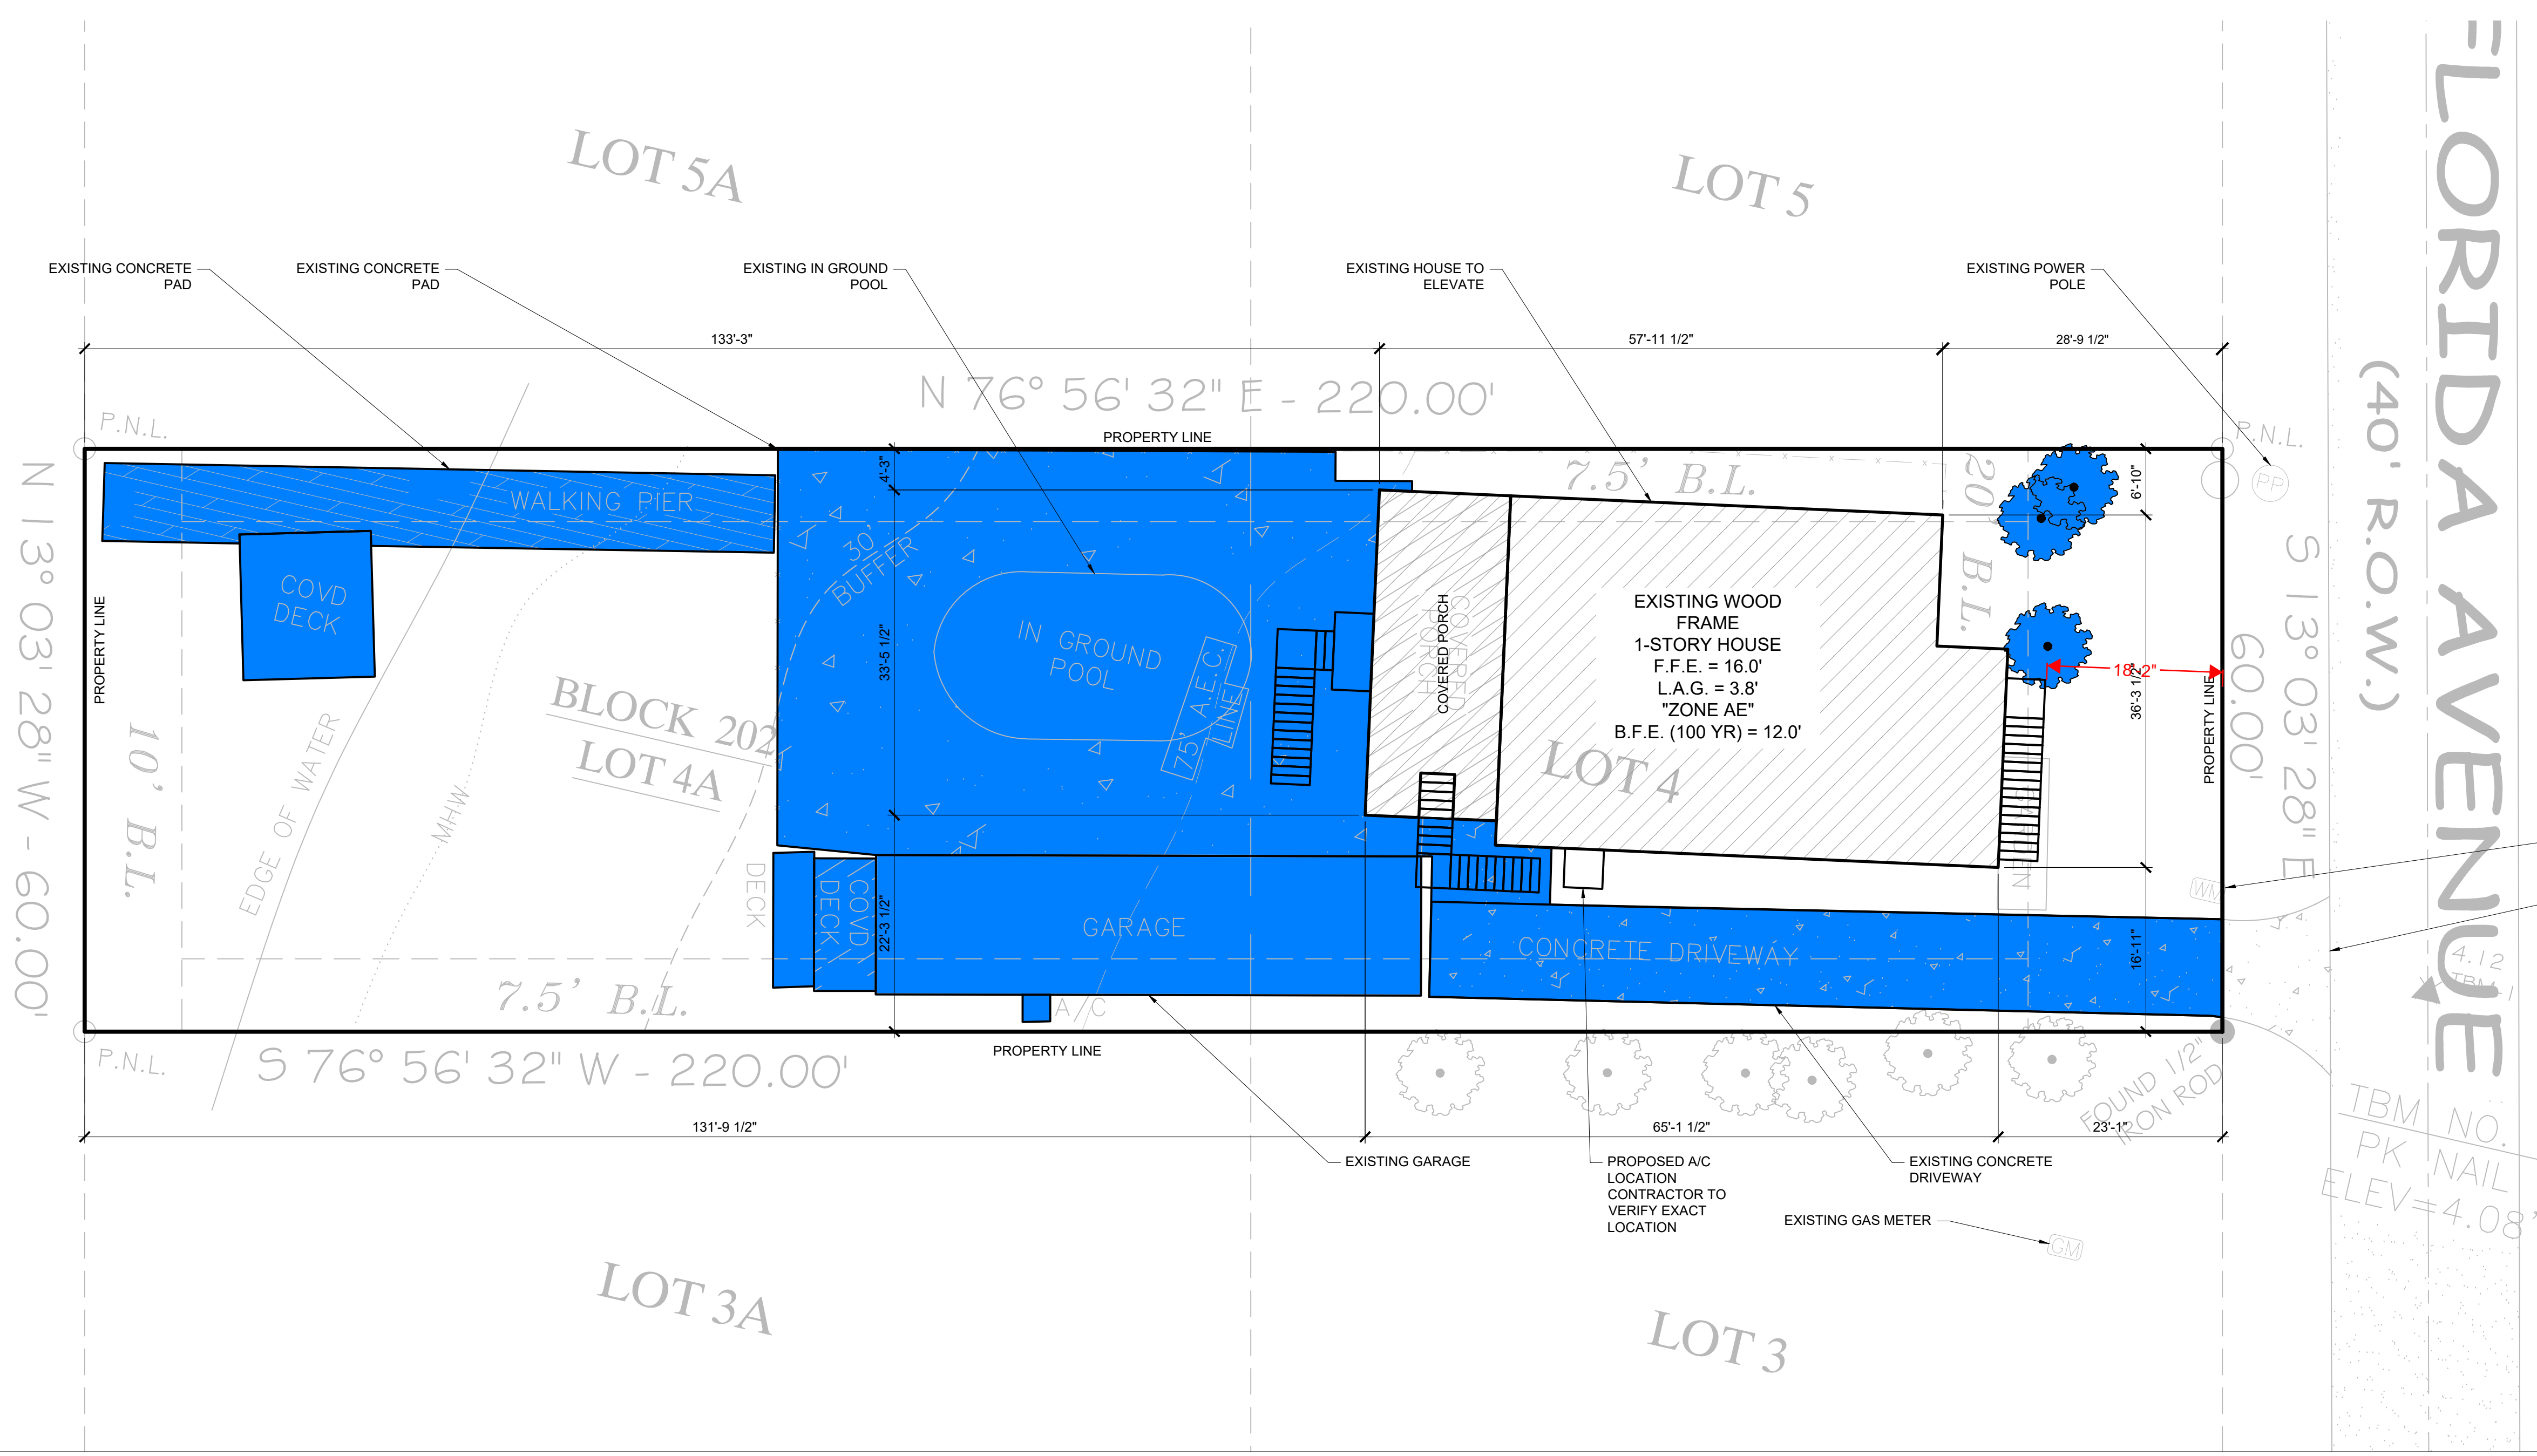 FLORIDA AVENUE
(40' R.O.W.)
LOT 5A
LOT 5
EXISTING CONCRETE
PAD
EXISTING CONCRETE
PAD
EXISTING IN GROUND
POOL
EXISTING HOUSE TO
ELEVATE
EXISTING POWER
POLE
133'-3"
57'-11 1/2"
28'-9 1/2"
N 76° 56' 32" E - 220.00'
P.N.L.
PROPERTY LINE
P.N.L.
PP
N 13° 03' 28" W - 60.00'
PROPERTY LINE
10' B.L.
WALKING PIER
COVD
DECK
EDGE OF WATER
MHW
BLOCK 202
LOT 4A
30'
BUFFER
4'-3"
33'-5 1/2"
22'-3 1/2"
IN GROUND
POOL
75' A.E.C.
LINE
7.5' B.L.
COVERED PORCH
COVERED
PORCH
EXISTING WOOD
FRAME
1-STORY HOUSE
F.F.E. = 16.0'
L.A.G. = 3.8'
"ZONE AE"
B.F.E. (100 YR) = 12.0'
LOT 4
20' B.L.
6'-10"
18'-2"
36'-3 1/2"
16'-11"
PROPERTY LINE
S 13° 03' 28" E
60.00'
WM
4.12
TBM-1
DECK
COVD
DECK
GARAGE
CONCRETE DRIVEWAY
A/C
7.5' B.L.
P.N.L.
S 76° 56' 32" W - 220.00'
PROPERTY LINE
FOUND 1/2"
IRON ROD
131'-9 1/2"
65'-1 1/2"
23'-1"
EXISTING GARAGE
PROPOSED A/C
LOCATION
CONTRACTOR TO
VERIFY EXACT
LOCATION
EXISTING CONCRETE
DRIVEWAY
EXISTING GAS METER
GM
TBM NO.
PK NAIL
ELEV=4.08'
LOT 3A
LOT 3